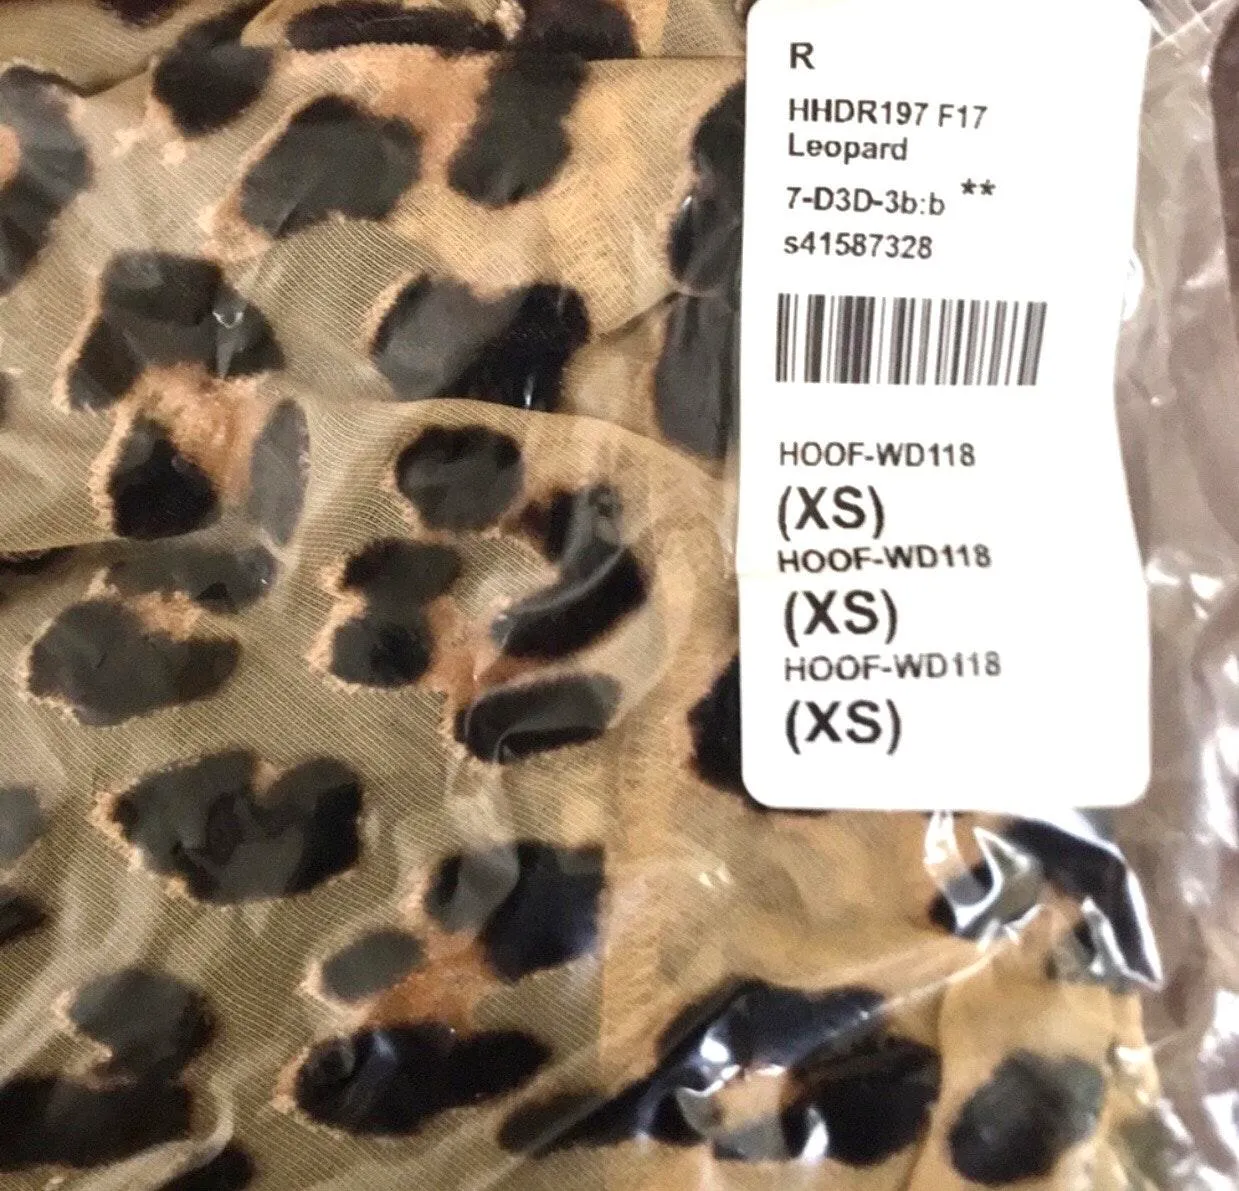 R
HHDR197 F17
Leopard
7-D3D-3b:b **
s41587328
HOOF-WD118
(XS)
HOOF-WD118
(XS)
HOOF-WD118
(XS)